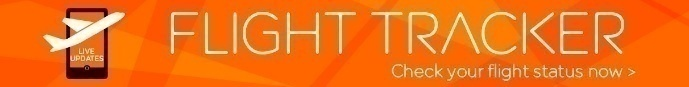 LIVE
UPDATES
FLIGHT TRACKER
Check your flight status now >